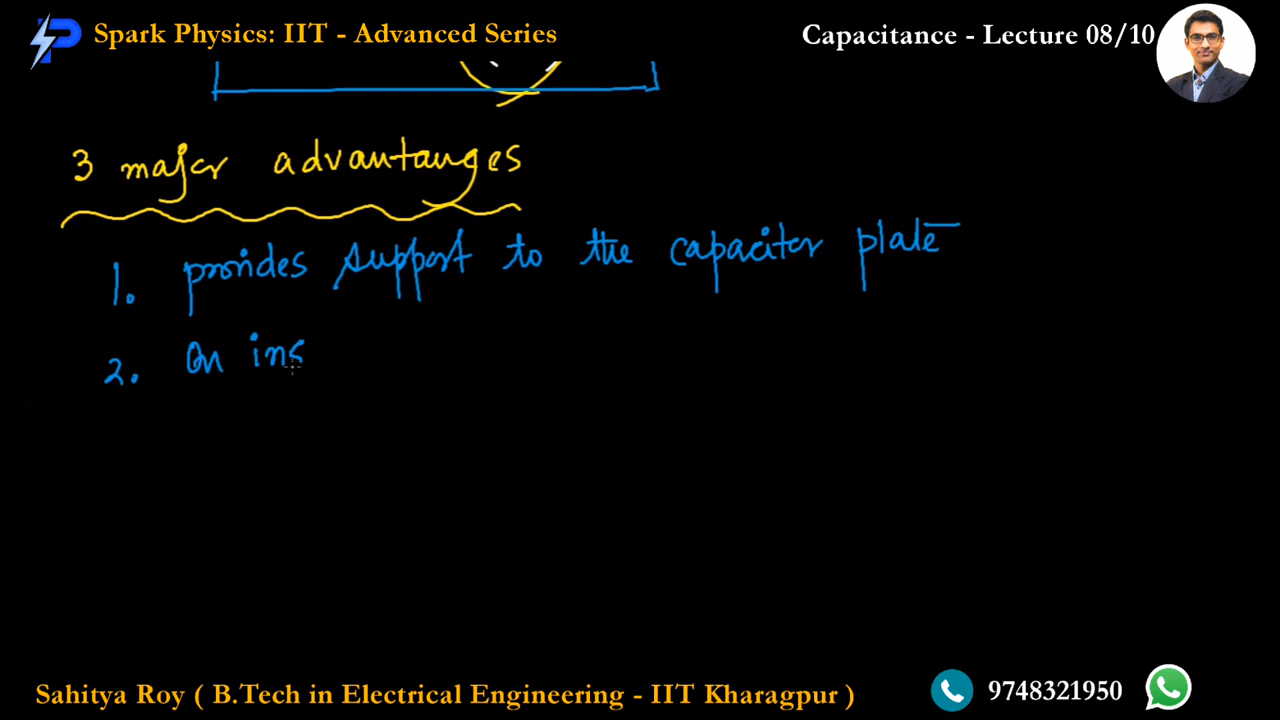 Spark Physics: IIT - Advanced Series
Capacitance - Lecture 08/10
3 major advantanges
1. provides support to the capacitor plate
2. On ins
Sahitya Roy ( B.Tech in Electrical Engineering - IIT Kharagpur )
9748321950